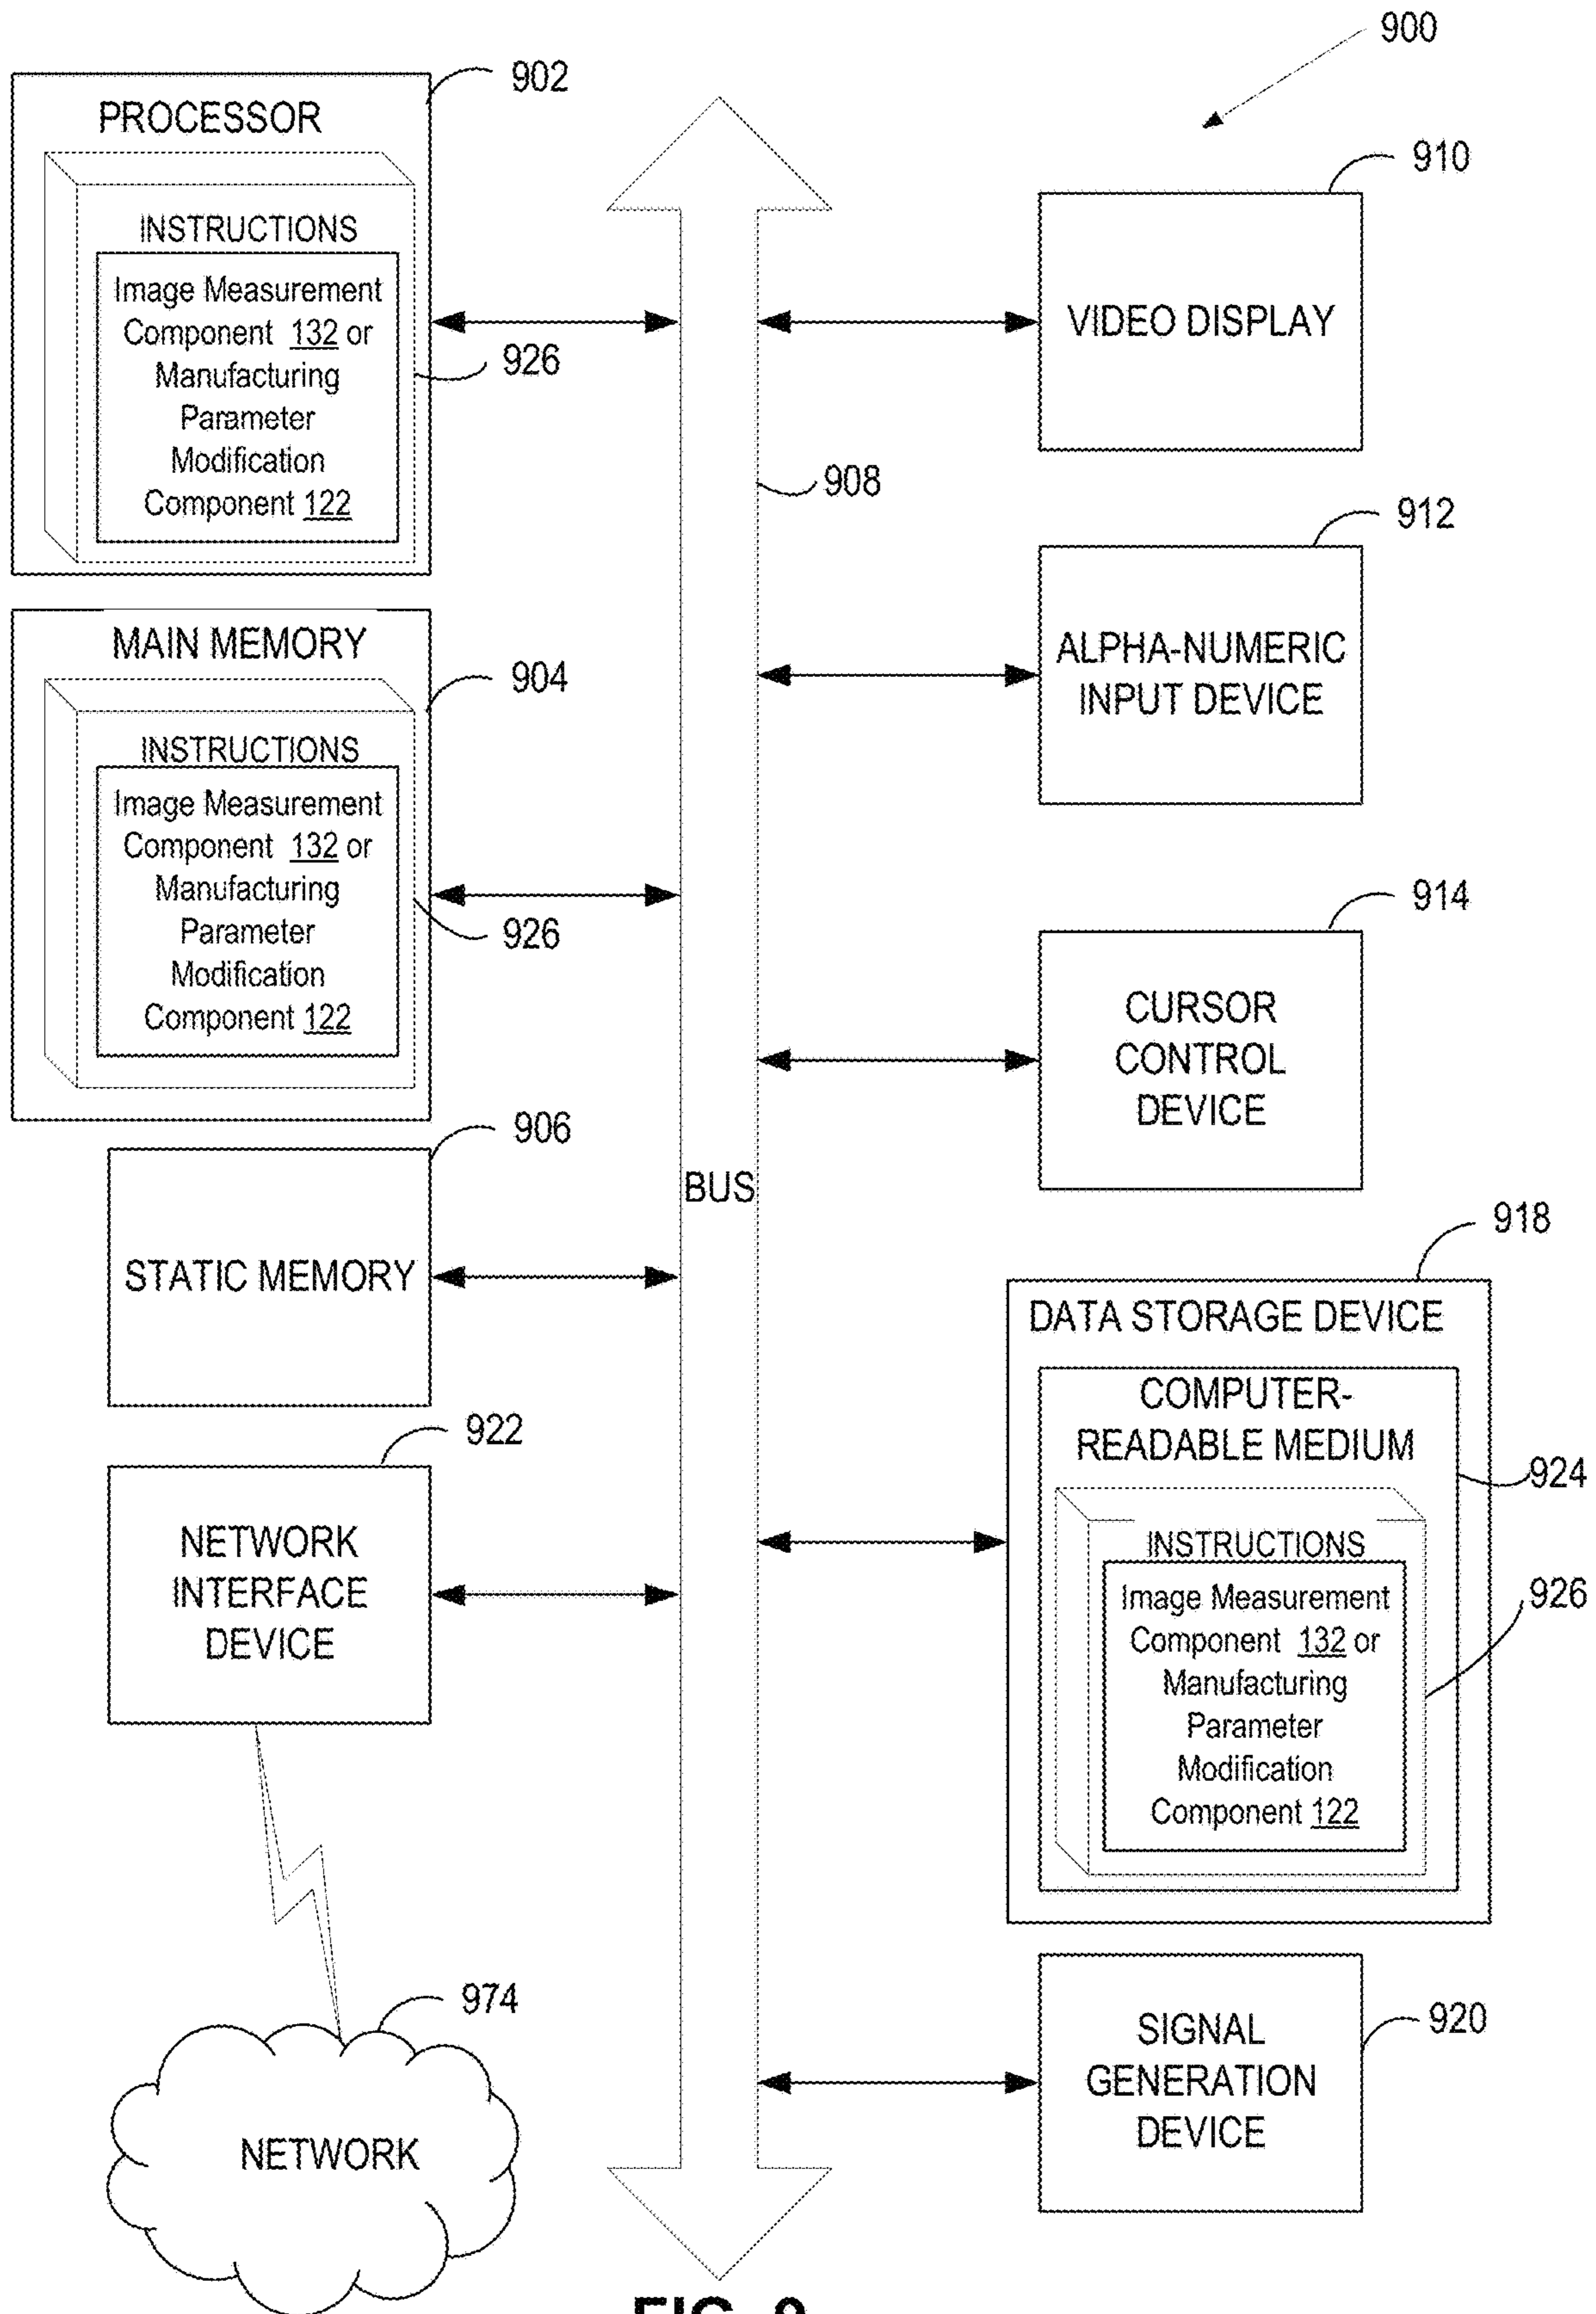 900
902
PROCESSOR
INSTRUCTIONS
Image Measurement
Component 132 or
Manufacturing
Parameter
Modification
Component 122
926
MAIN MEMORY
904
INSTRUCTIONS
Image Measurement
Component 132 or
Manufacturing
Parameter
Modification
Component 122
926
906
STATIC MEMORY
922
NETWORK
INTERFACE
DEVICE
974
NETWORK
908
BUS
910
VIDEO DISPLAY
912
ALPHA-NUMERIC
INPUT DEVICE
914
CURSOR
CONTROL
DEVICE
918
DATA STORAGE DEVICE
COMPUTER-
READABLE MEDIUM
924
INSTRUCTIONS
Image Measurement
Component 132 or
Manufacturing
Parameter
Modification
Component 122
926
SIGNAL
GENERATION
DEVICE
920
FIG. 9